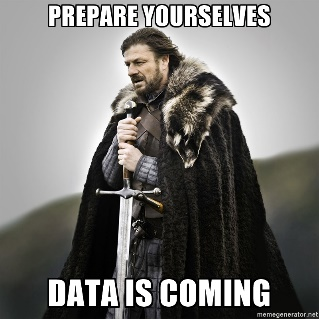 PREPARE YOURSELVES
DATA IS COMING
memegenerator.net